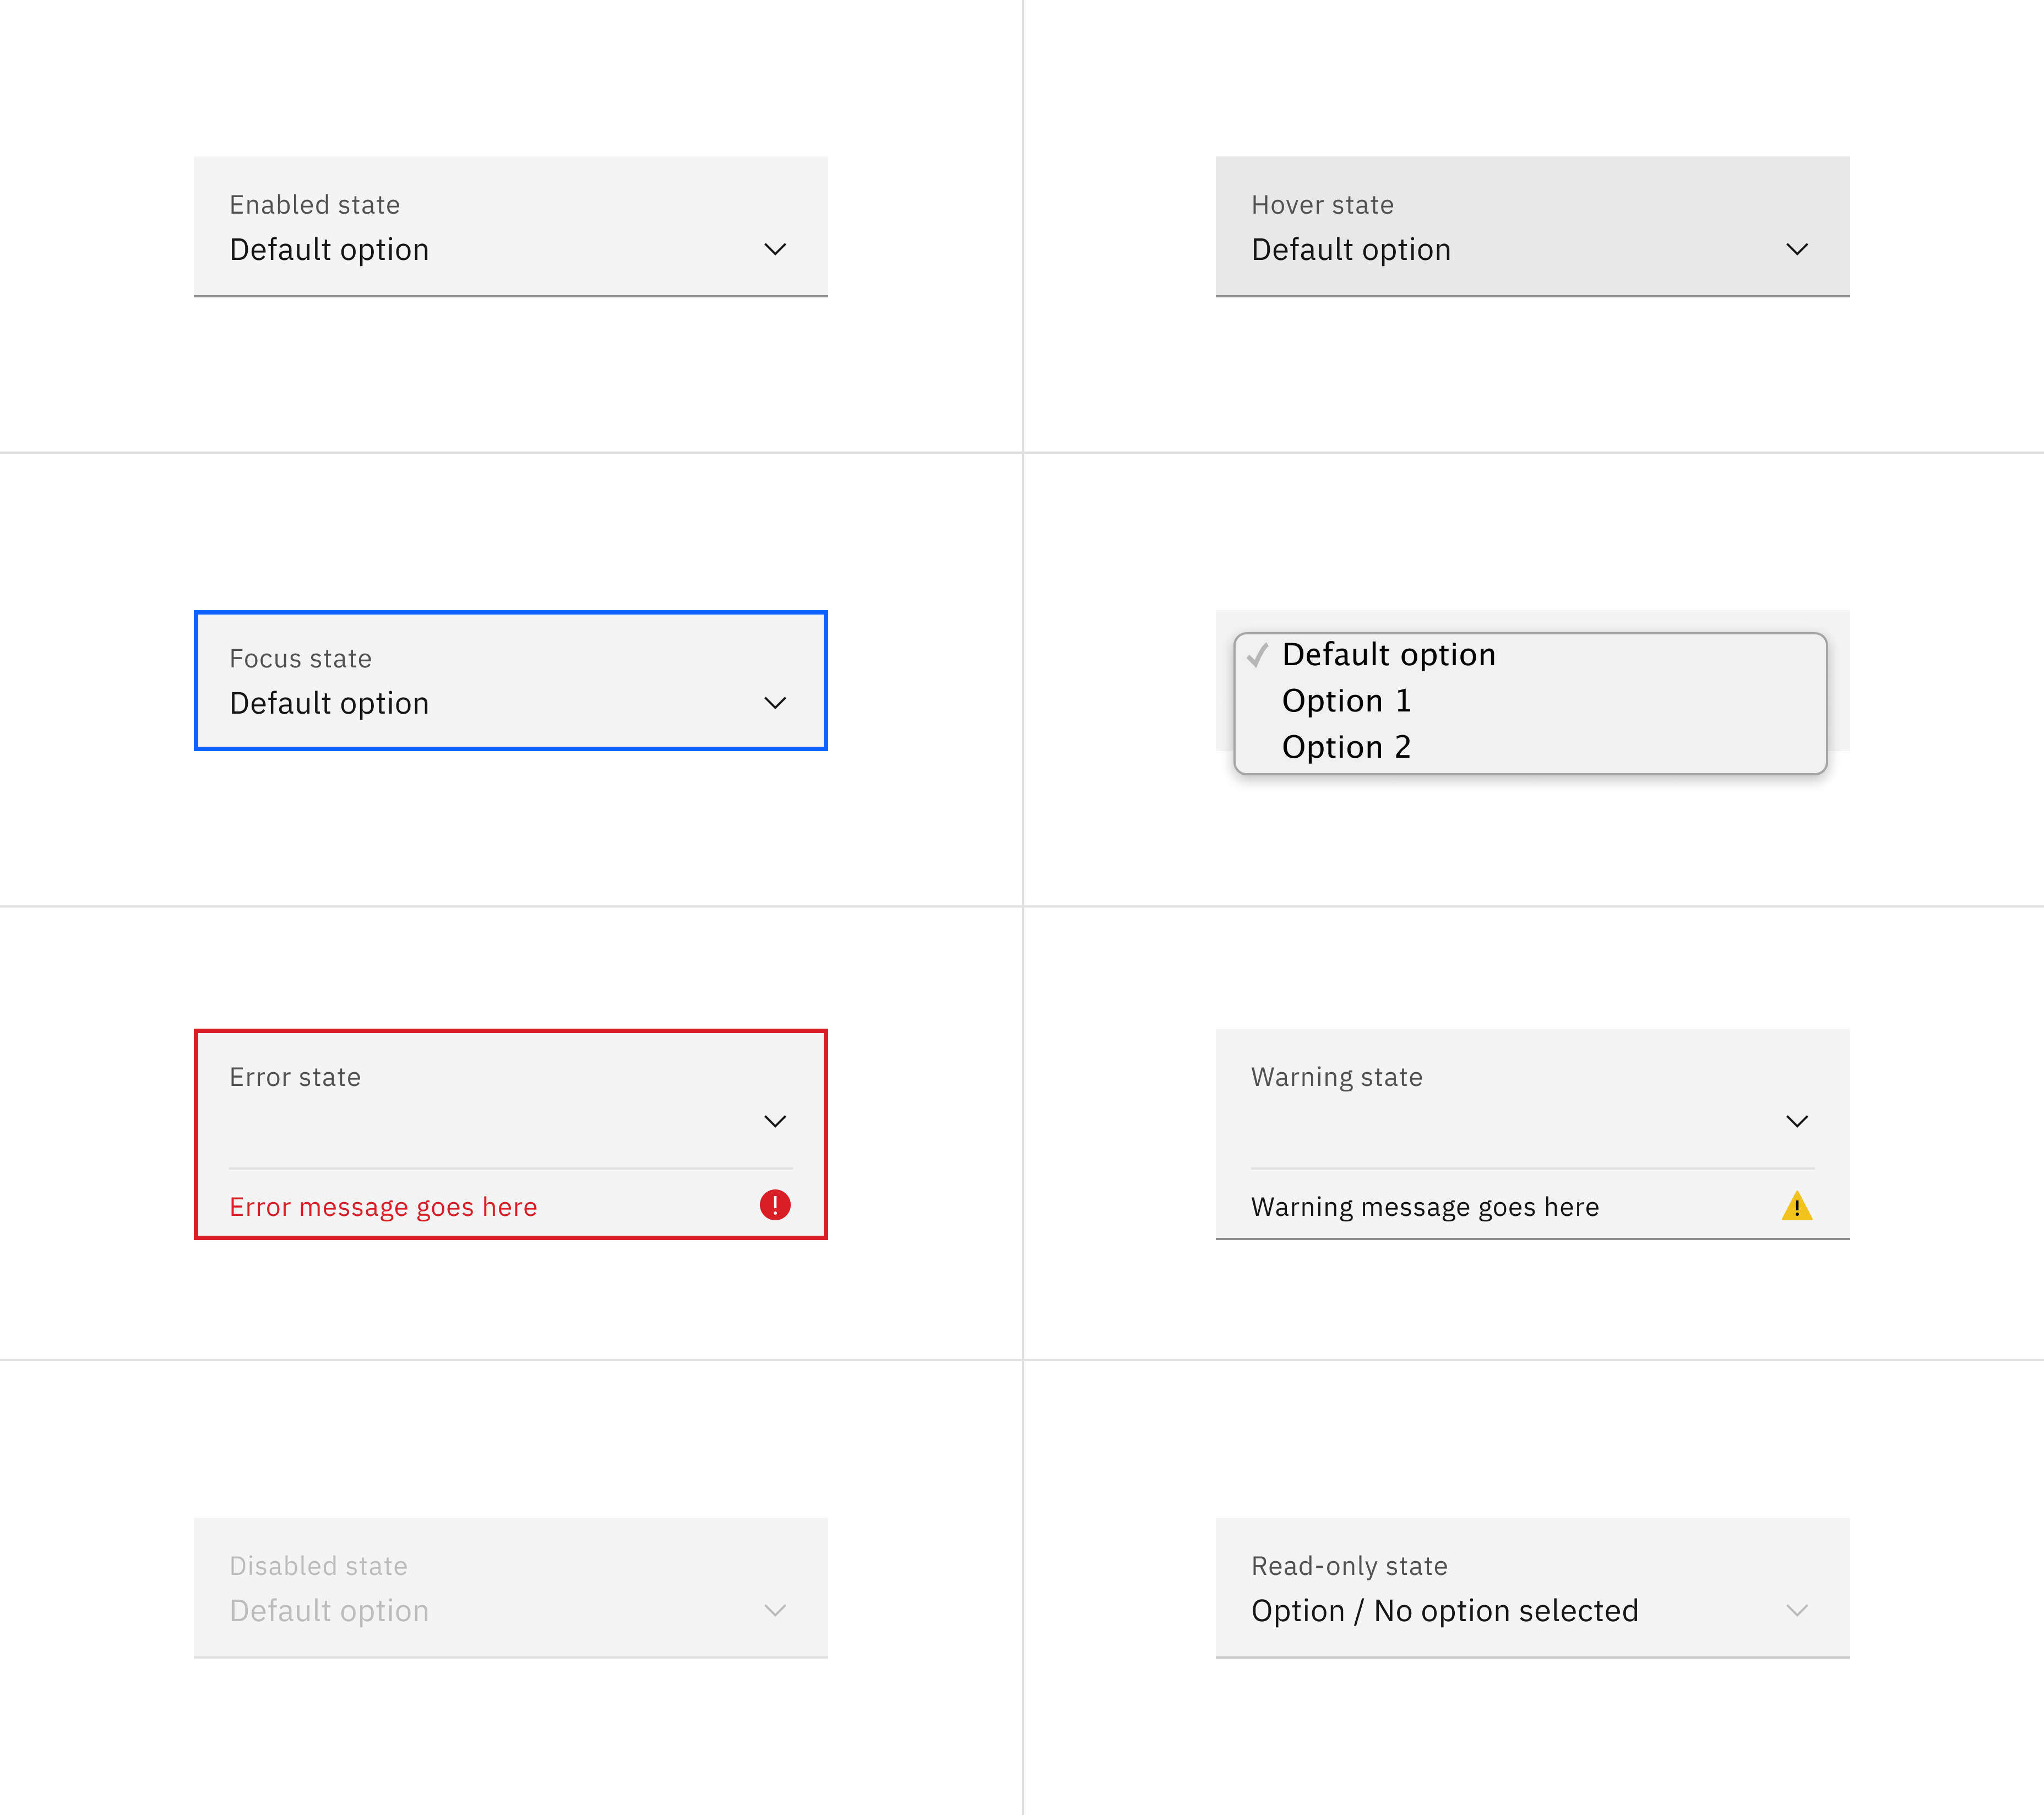 Enabled state
Default option
Hover state
Default option
Focus state
Default option
Default option
Option 1
Option 2
Error state
Error message goes here
Warning state
Warning message goes here
Disabled state
Default option
Read-only state
Option / No option selected